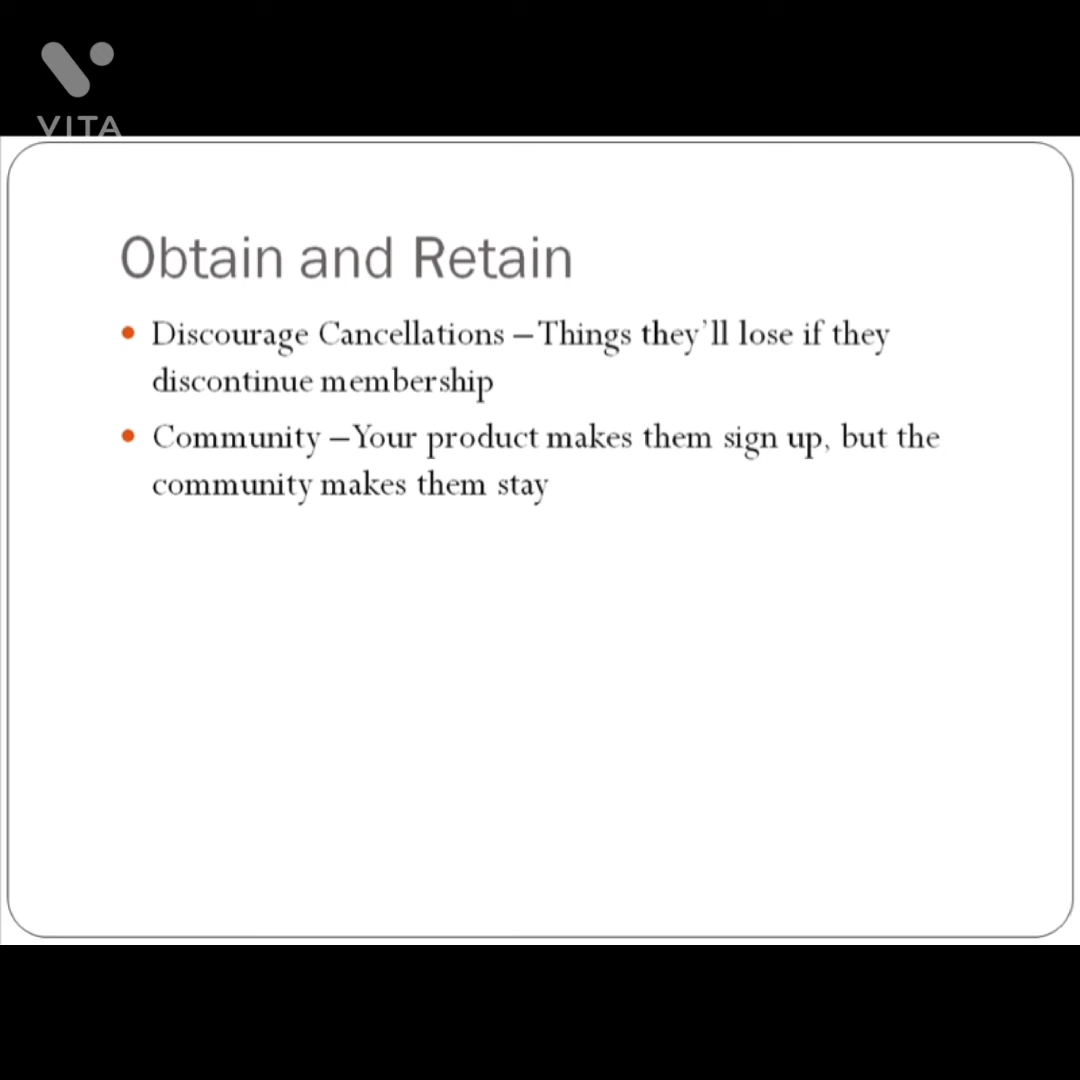 VITA
Obtain and Retain
• Discourage Cancellations – Things they'll lose if they
discontinue membership
• Community – Your product makes them sign up, but the
community makes them stay